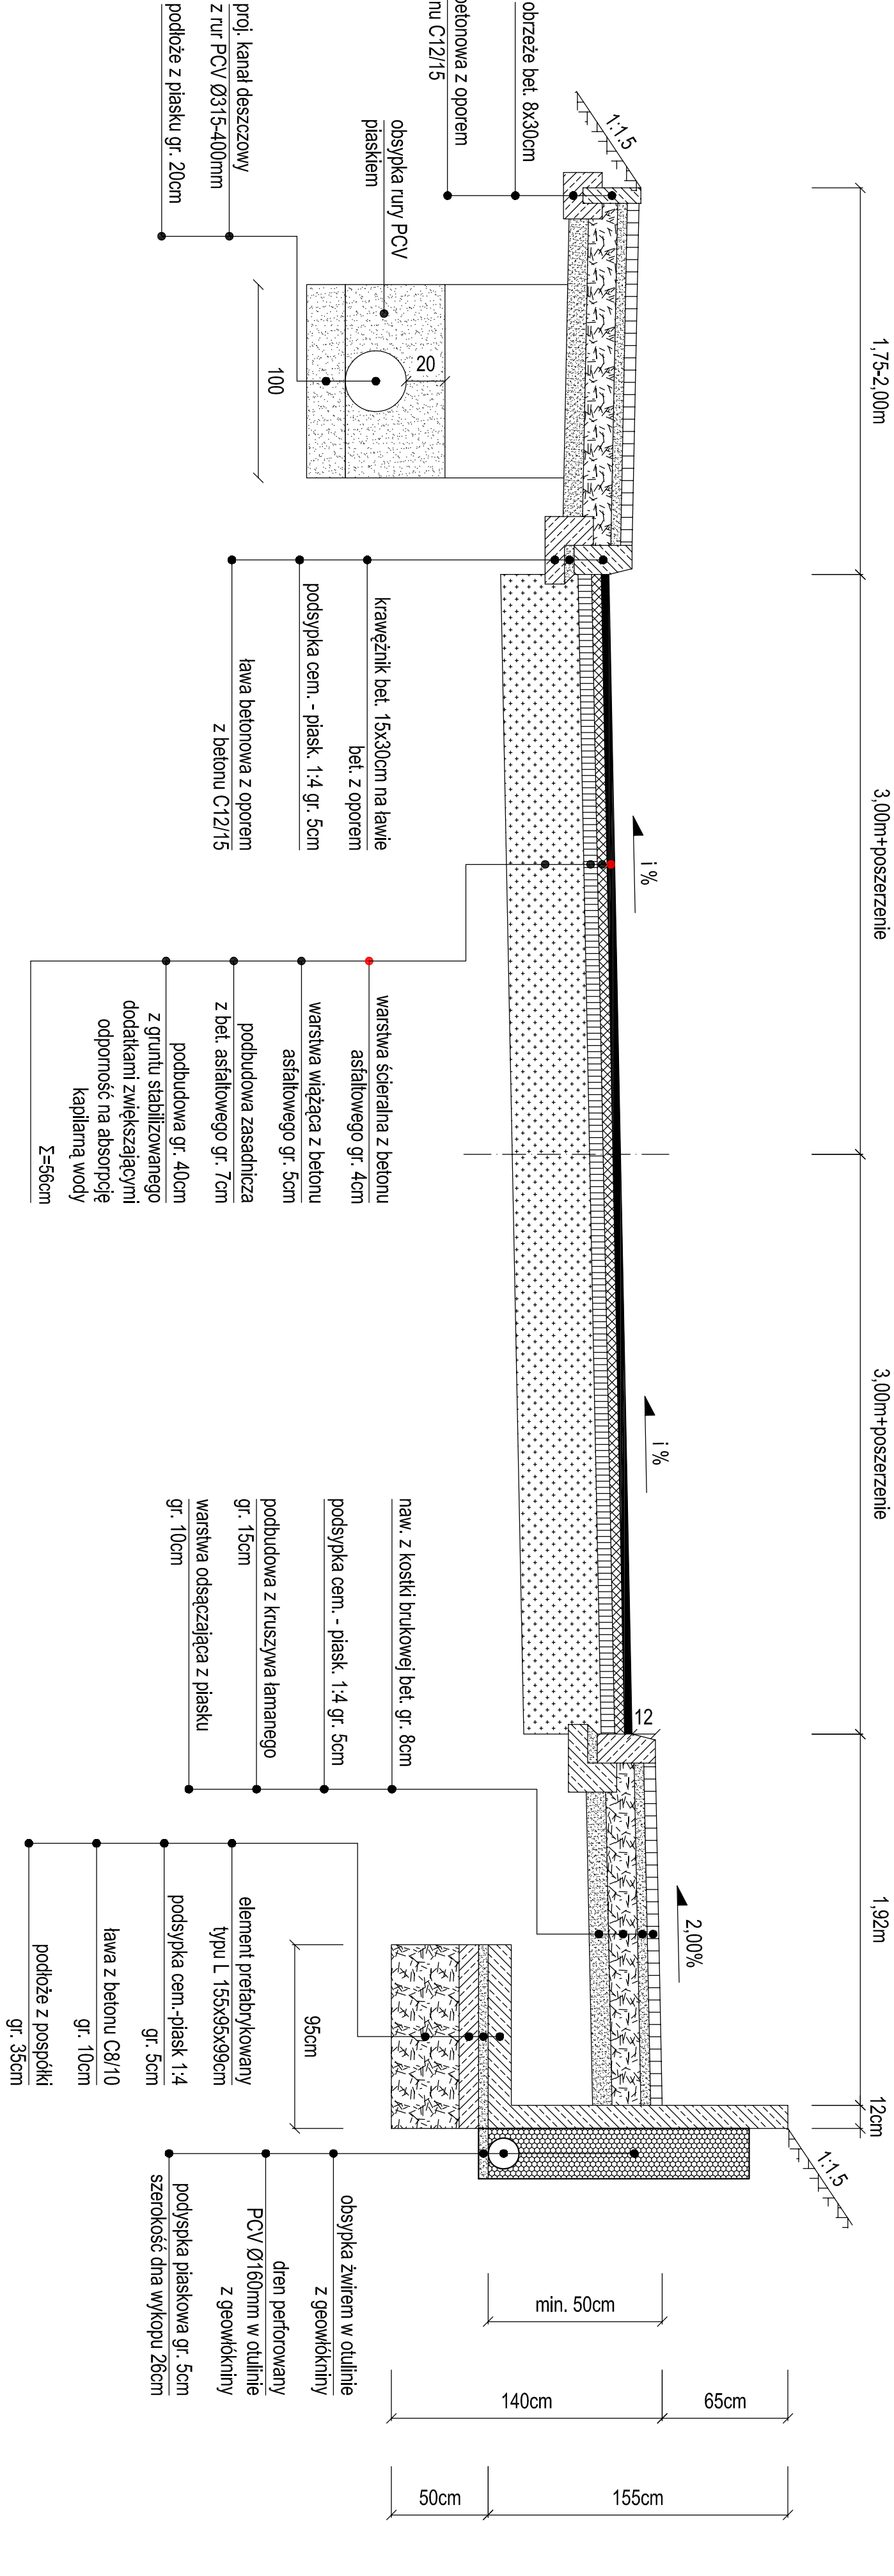 1,75-2,00m
3,00m+poszerzenie
3,00m+poszerzenie
1,92m
12cm
1:1.5
1:1.5
i %
i %
2,00%
12
obrzeże bet. 8x30cm
betonowa z oporem
nu C12/15
obsypka rury PCV
piaskiem
20
100
proj. kanał deszczowy
z rur PCV Ø315-400mm
podłoże z piasku gr. 20cm
krawężnik bet. 15x30cm na ławie
bet. z oporem
podsypka cem. - piask. 1:4 gr. 5cm
ława betonowa z oporem
z betonu C12/15
warstwa ścieralna z betonu
asfaltowego gr. 4cm
warstwa wiążąca z betonu
asfaltowego gr. 5cm
podbudowa zasadnicza
z bet. asfaltowego gr. 7cm
podbudowa gr. 40cm
z gruntu stabilizowanego
dodatkami zwiększającymi
odporność na absorpcję
kapilarną wody
Σ=56cm
naw. z kostki brukowej bet. gr. 8cm
podsypka cem. - piask. 1:4 gr. 5cm
podbudowa z kruszywa łamanego
gr. 15cm
warstwa odsączająca z piasku
gr. 10cm
95cm
element prefabrykowany
typu L 155x95x99cm
podsypka cem.-piask 1:4
gr. 5cm
ława z betonu C8/10
gr. 10cm
podłoże z pospółki
gr. 35cm
obsypka żwirem w otulinie
z geowłókniny
dren perforowany
PCV Ø160mm w otulinie
z geowłókniny
podyspka piaskowa gr. 5cm
szerokość dna wykopu 26cm
min. 50cm
140cm
65cm
50cm
155cm